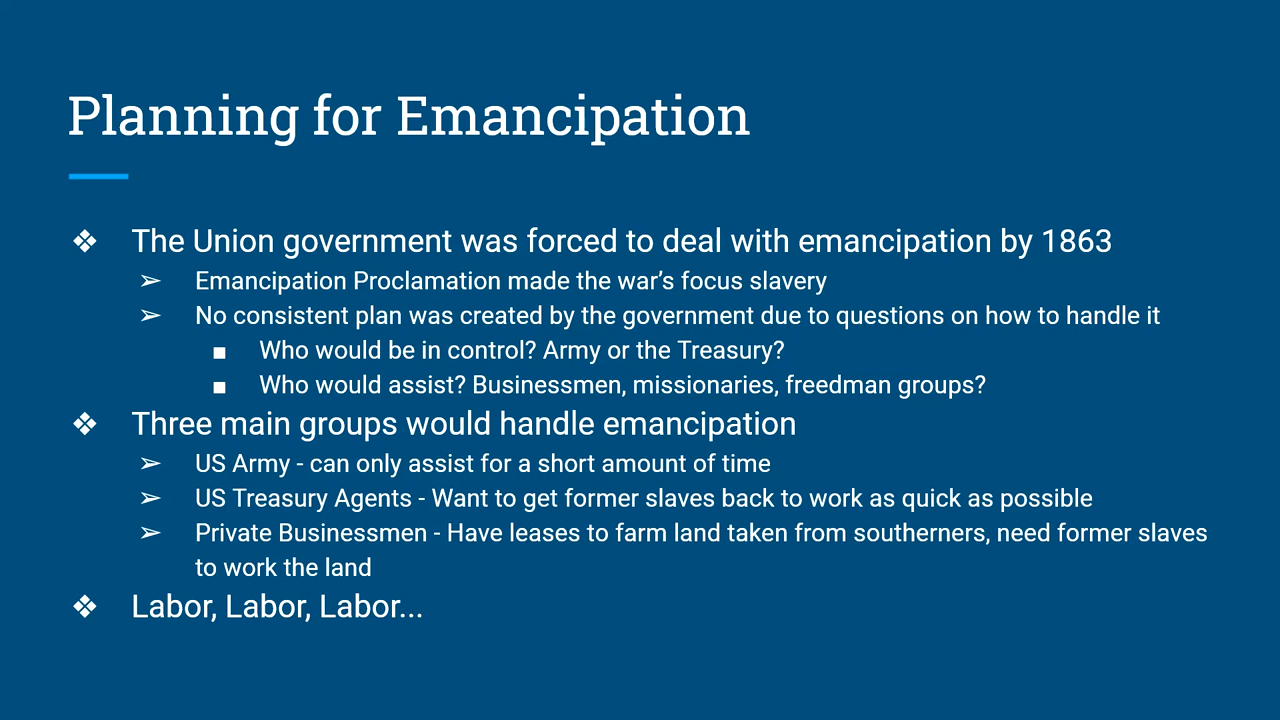 Planning for Emancipation
❖ The Union government was forced to deal with emancipation by 1863
➢ Emancipation Proclamation made the war’s focus slavery
➢ No consistent plan was created by the government due to questions on how to handle it
■ Who would be in control? Army or the Treasury?
■ Who would assist? Businessmen, missionaries, freedman groups?
❖ Three main groups would handle emancipation
➢ US Army - can only assist for a short amount of time
➢ US Treasury Agents - Want to get former slaves back to work as quick as possible
➢ Private Businessmen - Have leases to farm land taken from southerners, need former slaves
to work the land
❖ Labor, Labor, Labor...